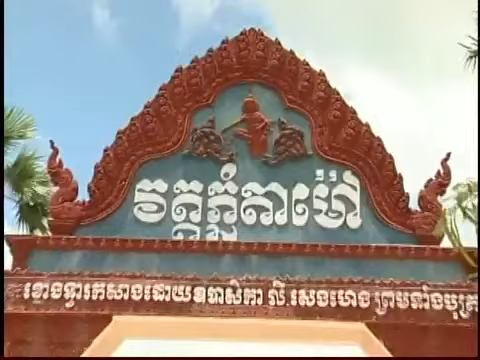 វត្តភ្នំតាម៉ៅ
ខ្លោងទ្វារកសាងដោយឧបាសិកា លី.សេងហេង ព្រមទាំងបុត្រ